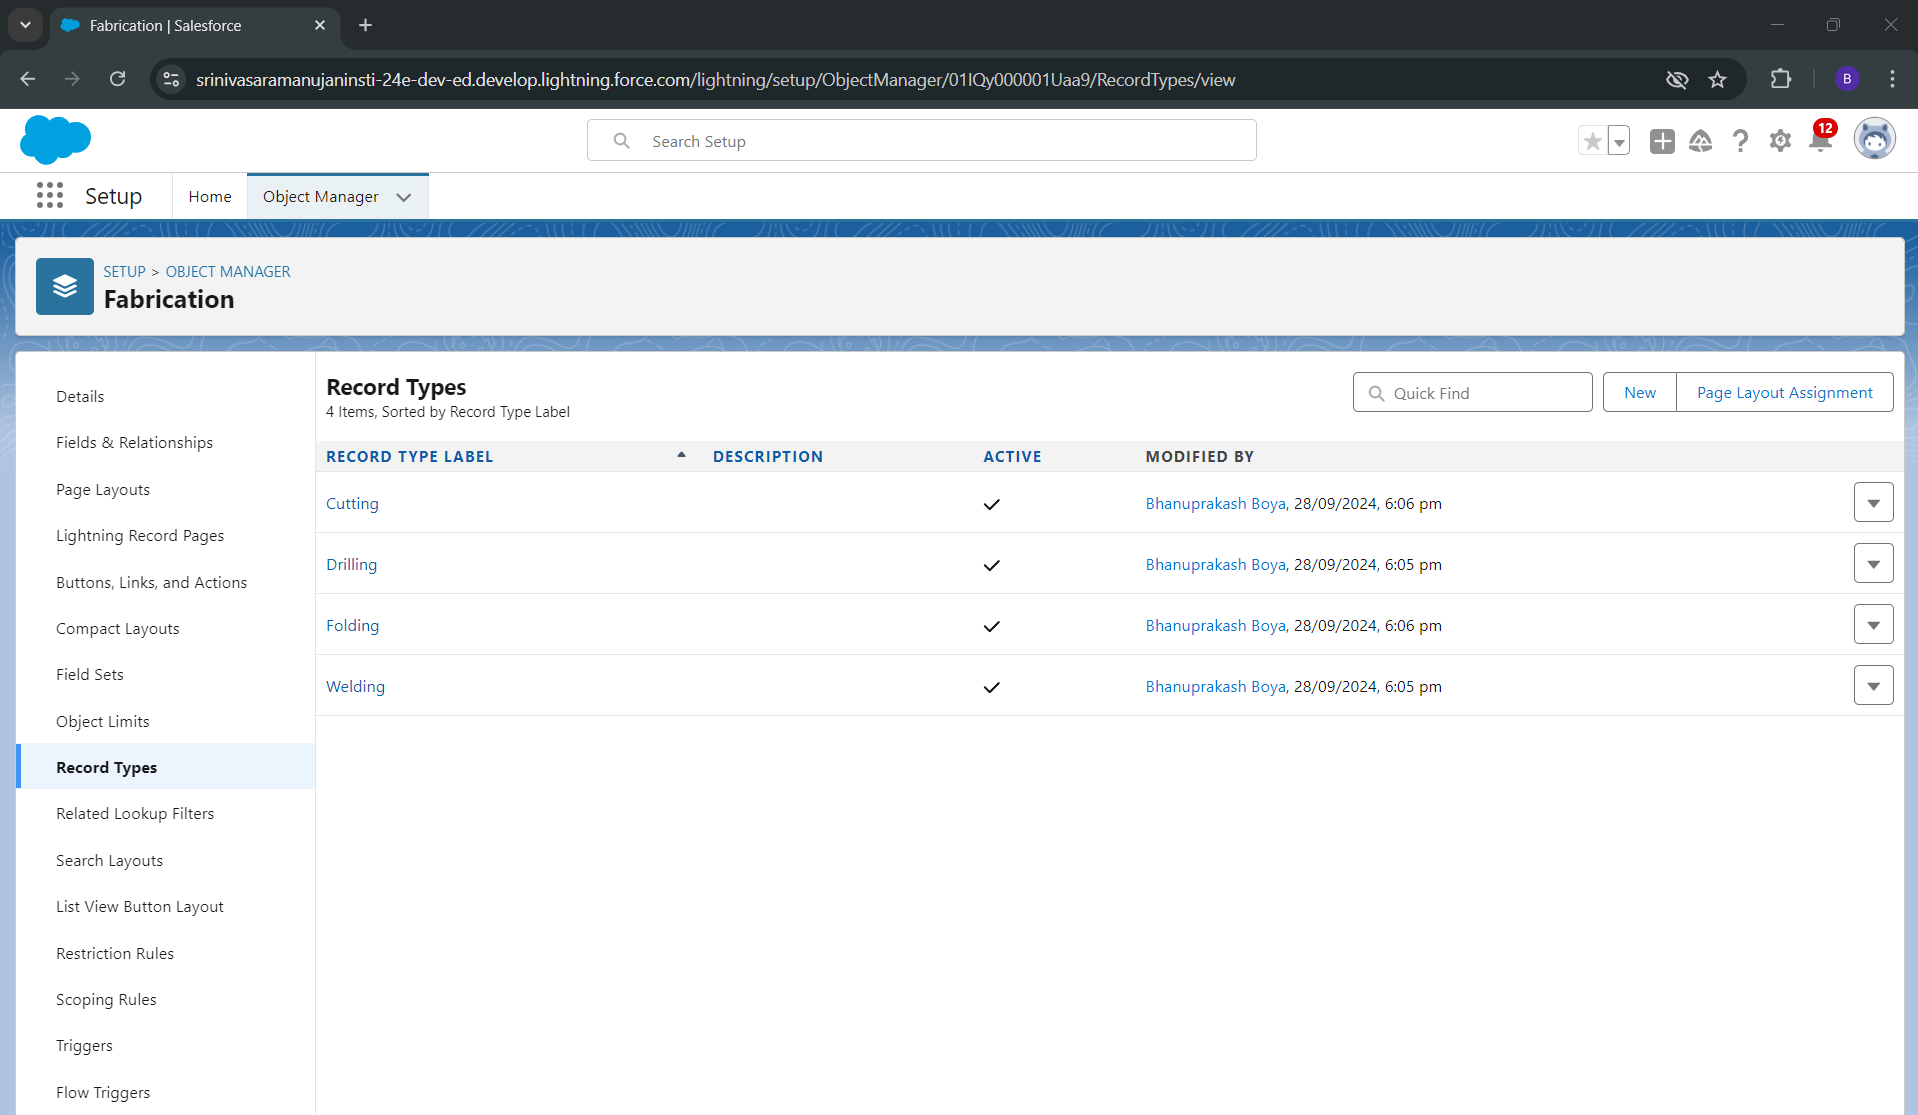 Fabrication | Salesforce
srinivasaramanujaninsti-24e-dev-ed.develop.lightning.force.com/lightning/setup/ObjectManager/01IQy000001Uaa9/RecordTypes/view
B
Search Setup
12
Setup
Home
Object Manager
SETUP > OBJECT MANAGER
Fabrication
Details
Fields & Relationships
Page Layouts
Lightning Record Pages
Buttons, Links, and Actions
Compact Layouts
Field Sets
Object Limits
Record Types
Related Lookup Filters
Search Layouts
List View Button Layout
Restriction Rules
Scoping Rules
Triggers
Flow Triggers
Record Types
4 Items, Sorted by Record Type Label
Quick Find
New
Page Layout Assignment
RECORD TYPE LABEL DESCRIPTION ACTIVE MODIFIED BY
Cutting Bhanuprakash Boya, 28/09/2024, 6:06 pm
Drilling Bhanuprakash Boya, 28/09/2024, 6:05 pm
Folding Bhanuprakash Boya, 28/09/2024, 6:06 pm
Welding Bhanuprakash Boya, 28/09/2024, 6:05 pm